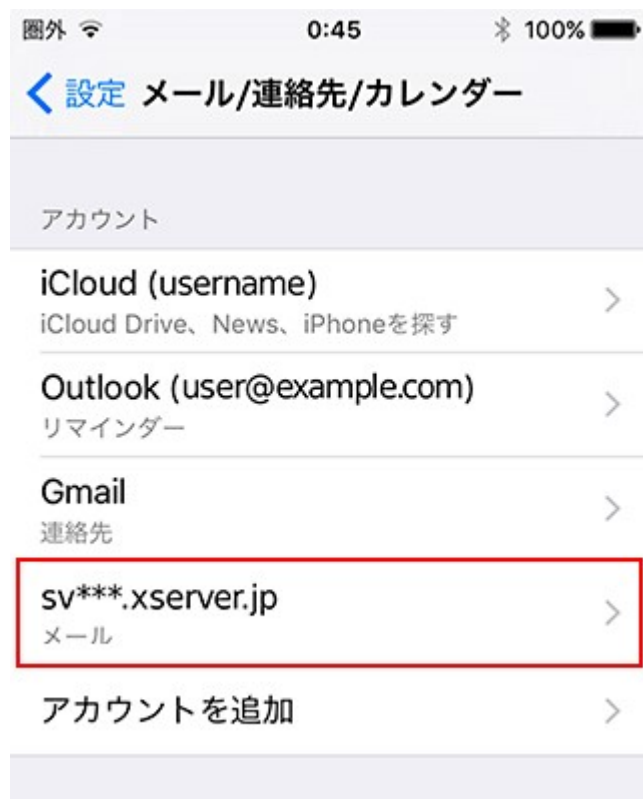 圏外 0:45 100%
設定 メール/連絡先/カレンダー
アカウント
iCloud (username)
iCloud Drive、News、iPhoneを探す
Outlook (user@example.com)
リマインダー
Gmail
連絡先
sv***.xserver.jp
メール
アカウントを追加